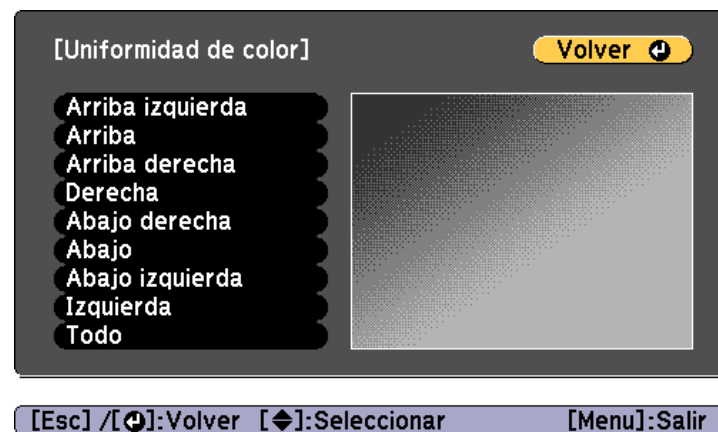 [Uniformidad de color]
Volver
Arriba izquierda
Arriba
Arriba derecha
Derecha
Abajo derecha
Abajo
Abajo izquierda
Izquierda
Todo
[Esc] /[⏎]:Volver [◆]:Seleccionar [Menu]:Salir